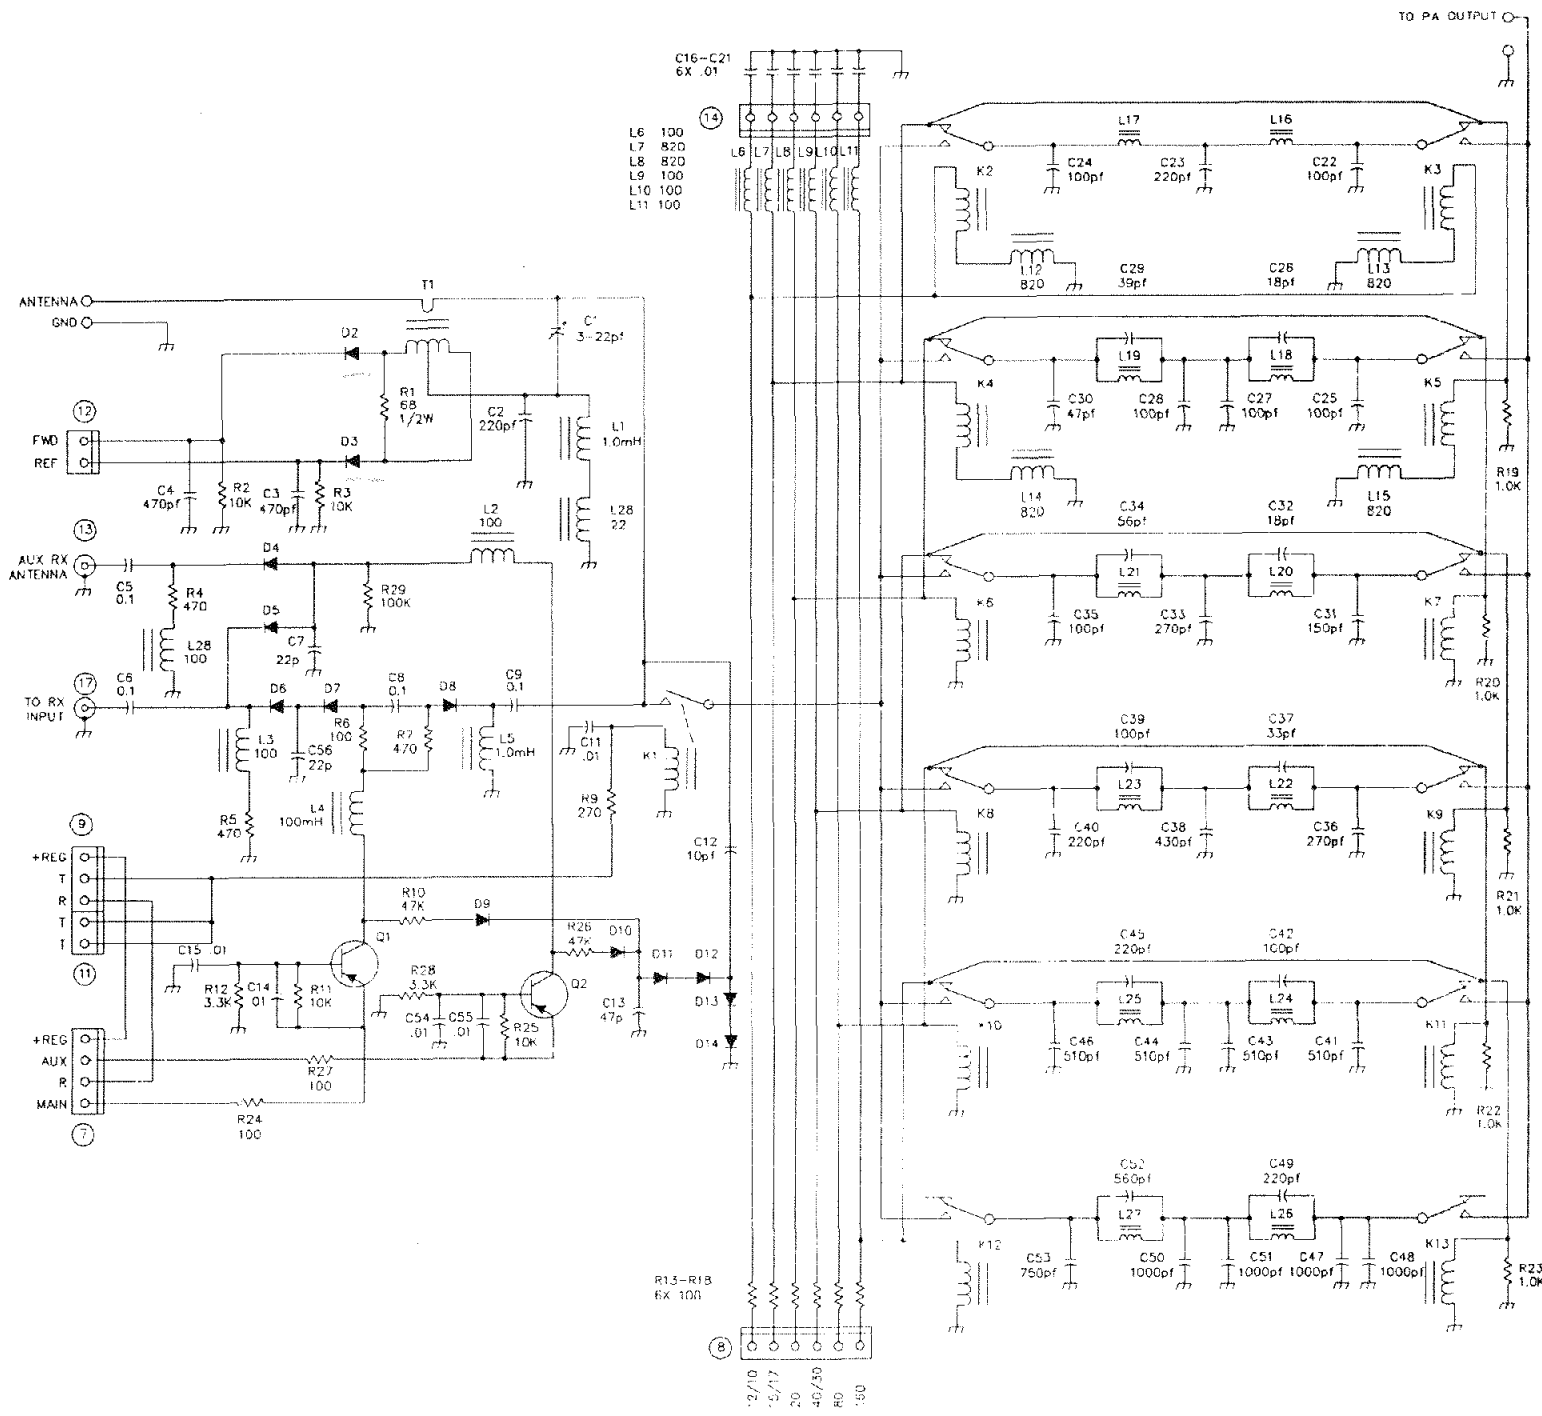 TO PA OUTPUT
C16-C21
6X .01
14
L6 100
L7 820
L8 820
L9 100
L10 100
L11 100
L6 L7 L8 L9 L10 L11
L17
L16
C24
100pf
C23
220pf
C22
100pf
K2
K3
L12
820
C29
39pf
C26
18pf
L13
820
ANTENNA
GND
T1
C1
3-22pf
D2
R1
68
1/2W
C2
220pf
L1
1.0mH
12
FWD
REF
D3
C4
470pf
R2
10K
C3
470pf
R3
10K
L28
22
L19
L18
K4
K5
C30
47pf
C28
100pf
C27
100pf
C25
100pf
R19
1.0K
L14
820
C34
56pf
C32
18pf
L15
820
13
AUX RX
ANTENNA
C5
0.1
R4
470
D4
L2
100
R29
100K
D5
C7
22p
L28
100
L21
L20
K6
K7
C35
100pf
C33
270pf
C31
150pf
R20
1.0K
17
TO RX
INPUT
C6
0.1
D6
D7
C8
0.1
D8
C9
0.1
L3
100
C56
22p
R6
100
R7
470
L5
1.0mH
C11
.01
K1
R5
470
L4
100mH
R9
270
C12
10pf
C39
100pf
C37
33pf
L23
L22
K8
K9
C40
220pf
C38
430pf
C36
270pf
R21
1.0K
9
+REG
T
R
T
T
11
R10
47K
D9
R26
47K
D10
D11
D12
C15 .01
Q1
R12
3.3K
C14
.01
R11
10K
R28
3.3K
Q2
C54
.01
C55
.01
R25
10K
C13
47p
D13
D14
C45
220pf
C42
100pf
L25
L24
K11
C46
510pf
C44
510pf
C43
510pf
C41
510pf
R22
1.0K
+REG
AUX
R
MAIN
7
R27
100
R24
100
C52
560pf
C49
220pf
L27
L26
K12
K13
C53
750pf
C50
1000pf
C51
1000pf
C47
1000pf
C48
1000pf
R23
1.0K
R13-R18
6X 100
8
20
40/30
80